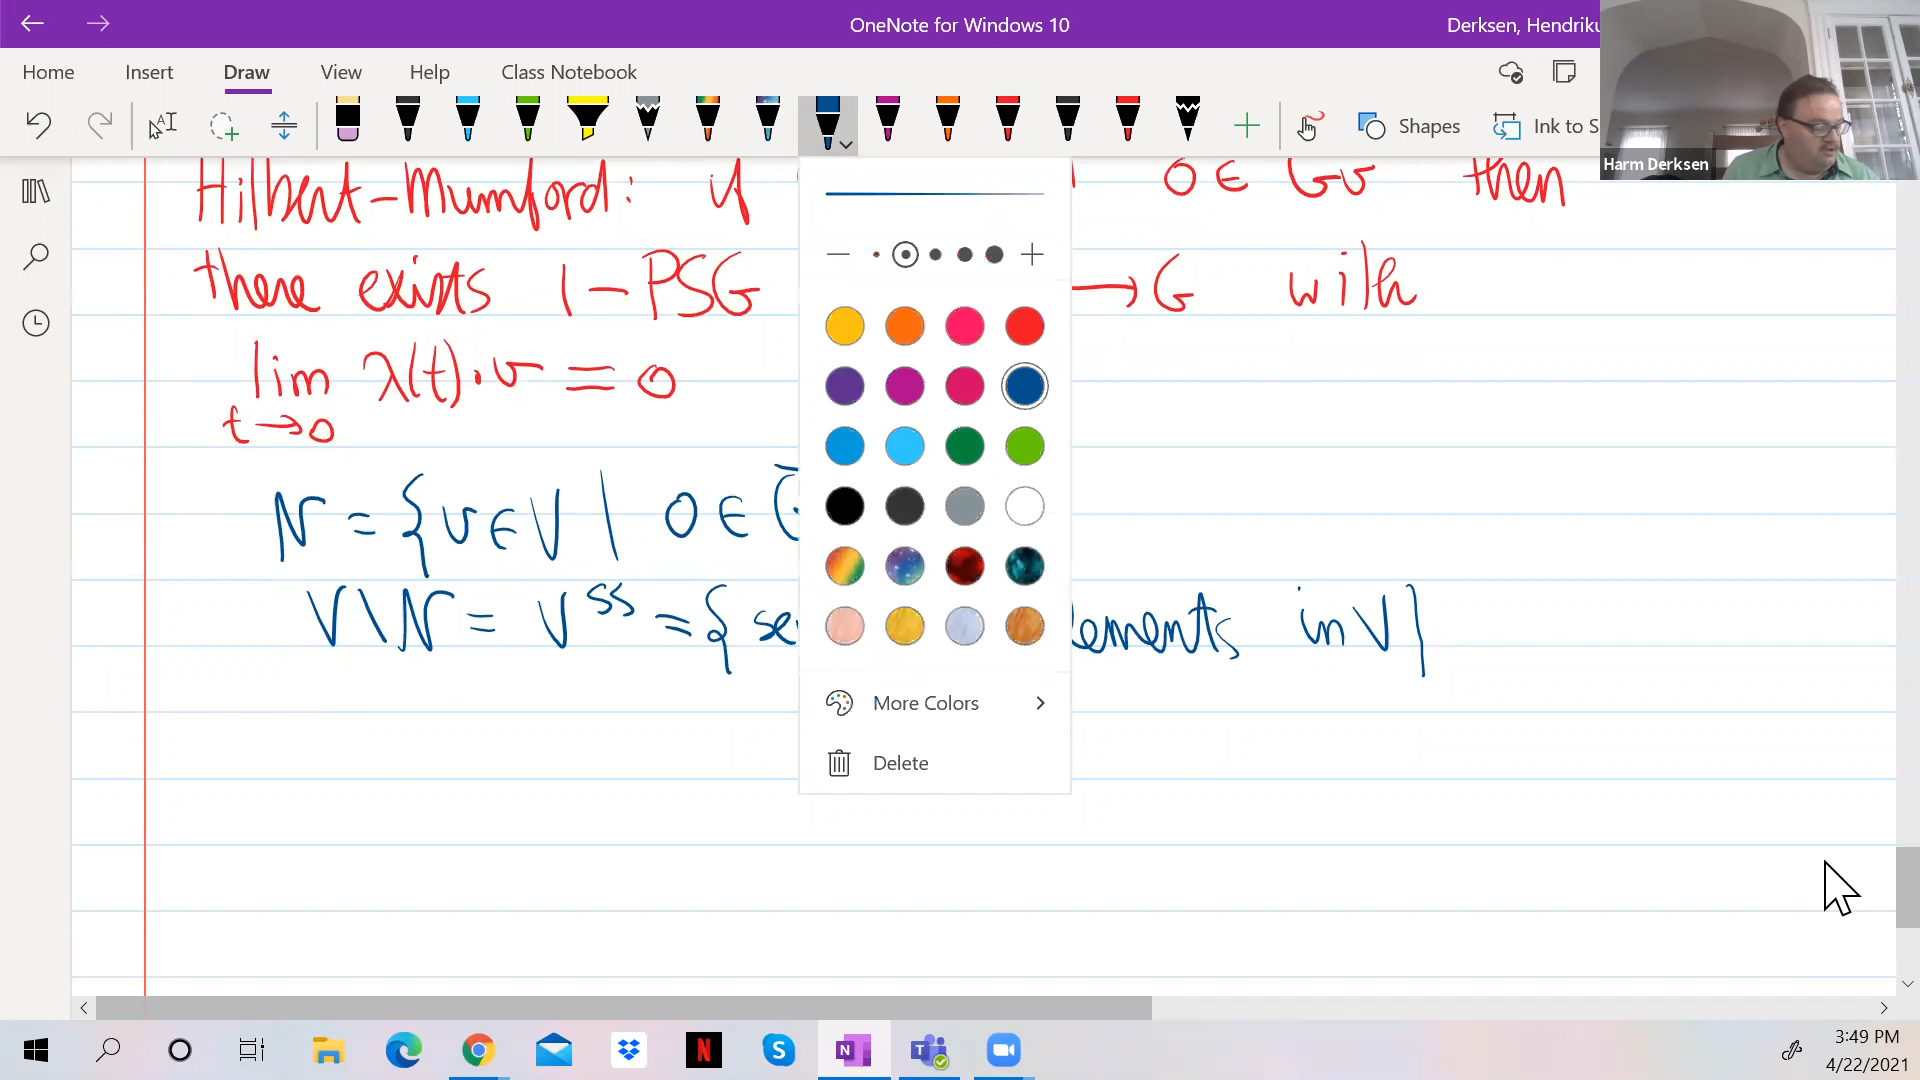 OneNote for Windows 10
Derksen, Hendriku
Home Insert Draw View Help Class Notebook
Shapes Ink to S
Harm Derksen
Hilbert-Mumford: if 0 ∈ Gv then
there exists 1-PSG → G with
lim λ(t)·v = 0
t→0
N = {v∈V | 0 ∈
V\N = V^ss = { se lements in V}
More Colors
Delete
3:49 PM
4/22/2021